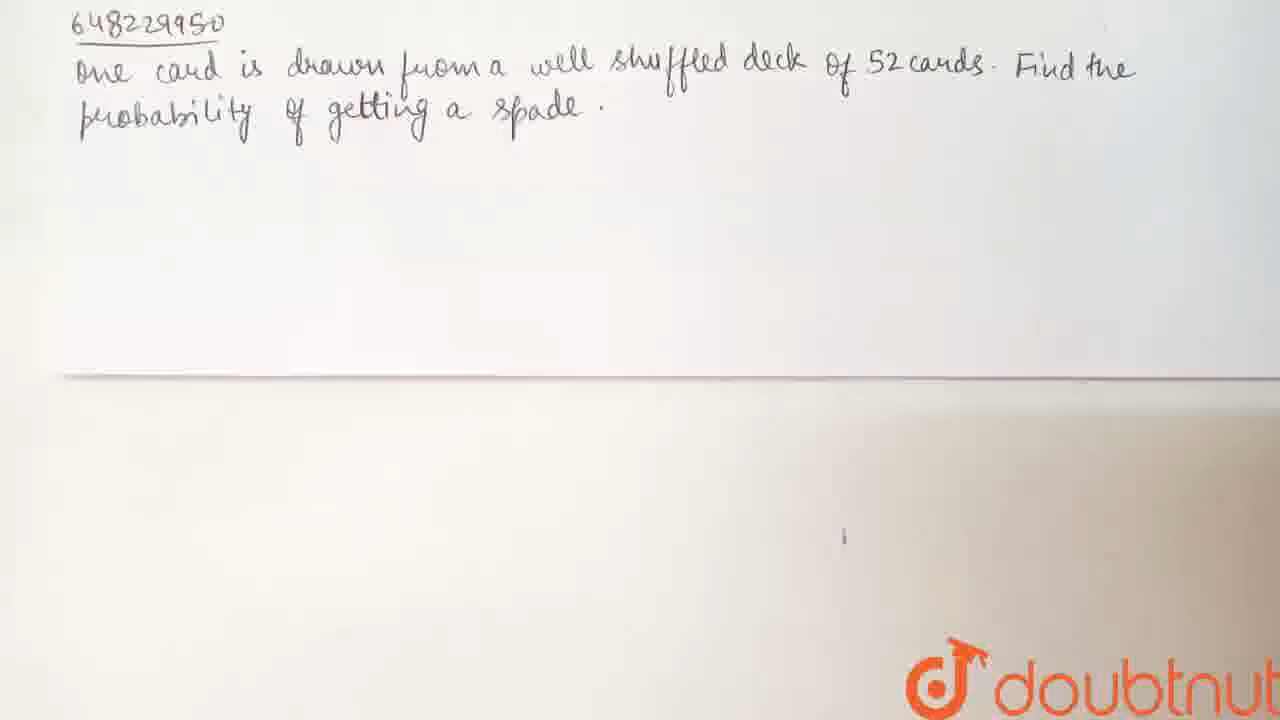 648229950
One card is drawn from a well shuffled deck of 52 cards. Find the
probability of getting a spade.
doubtnut